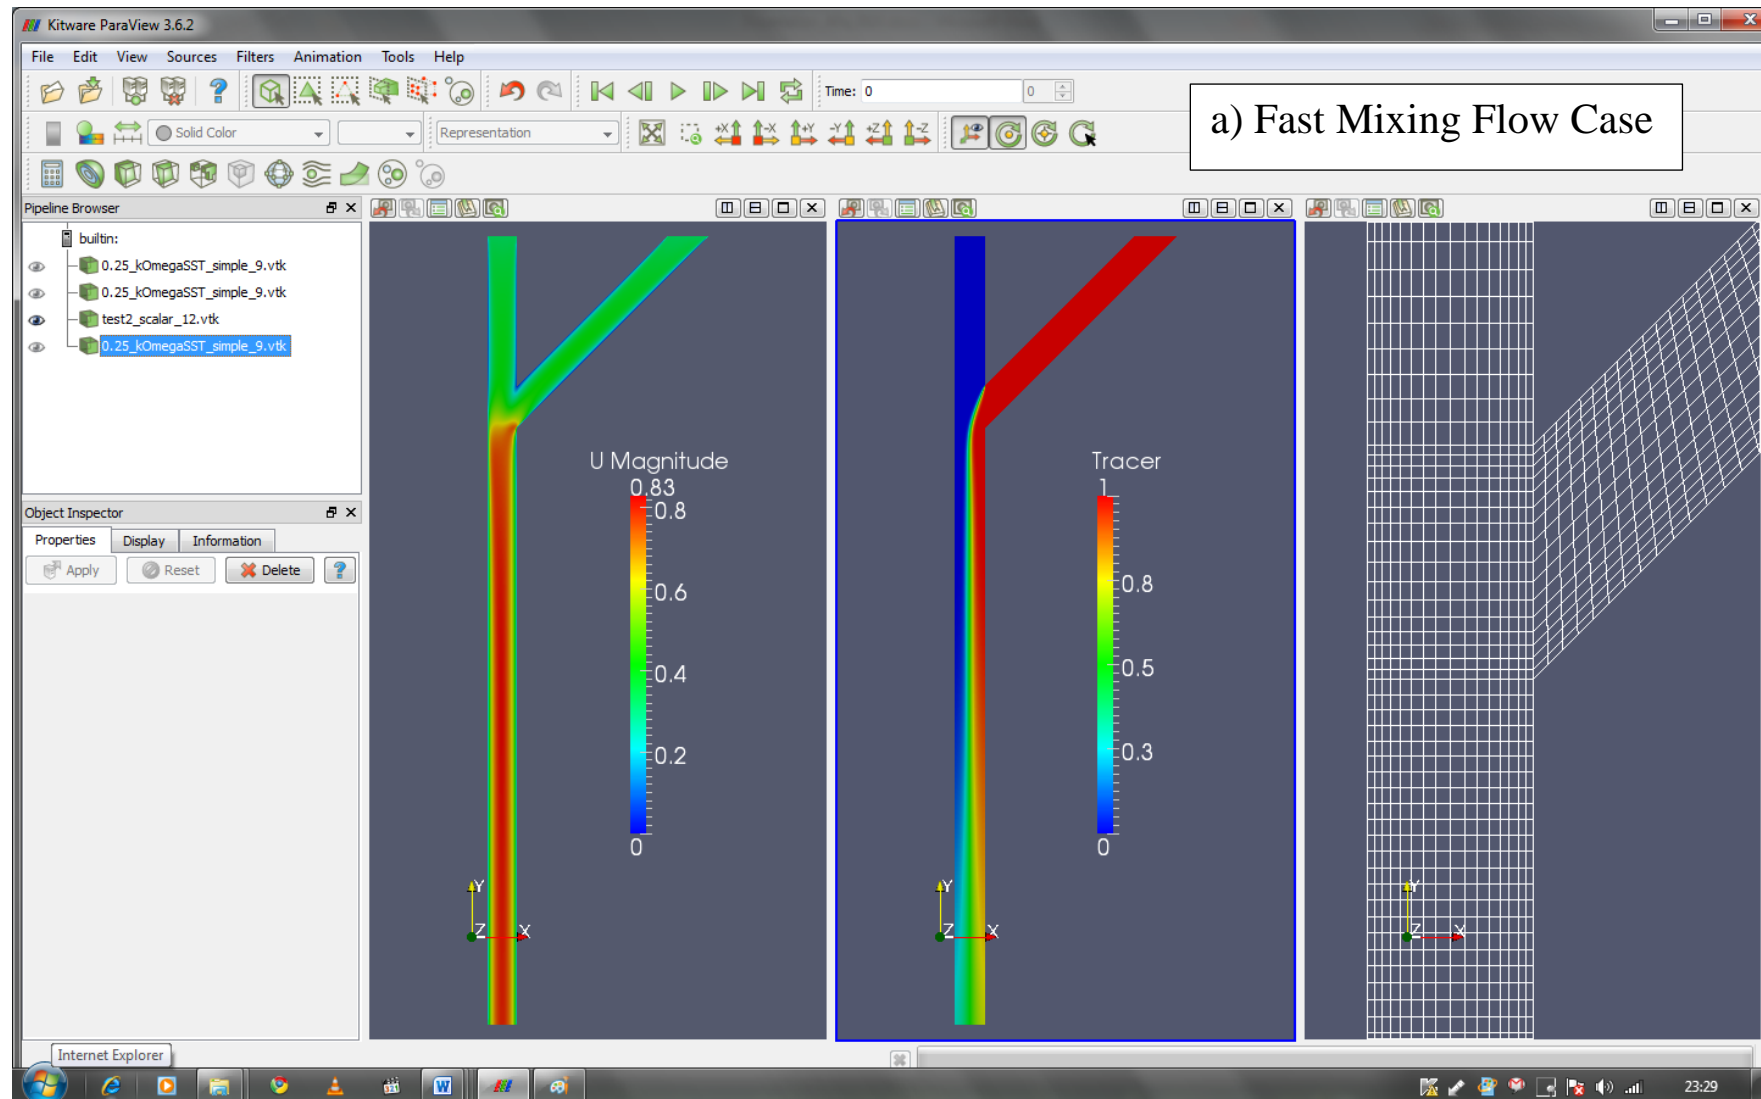 Kitware ParaView 3.6.2
File Edit View Sources Filters Animation Tools Help
Time: 0
0
a) Fast Mixing Flow Case
Solid Color
Representation
+X -X +Y -Y +Z -Z
Pipeline Browser
builtin:
0.25_kOmegaSST_simple_9.vtk
0.25_kOmegaSST_simple_9.vtk
test2_scalar_12.vtk
0.25_kOmegaSST_simple_9.vtk
Object Inspector
Properties Display Information
Apply Reset Delete ?
U Magnitude
0.83
0.8
0.6
0.4
0.2
0
Y
Z X
Tracer
1
0.8
0.5
0.3
0
Y
Z X
Y
Z X
Internet Explorer
23:29